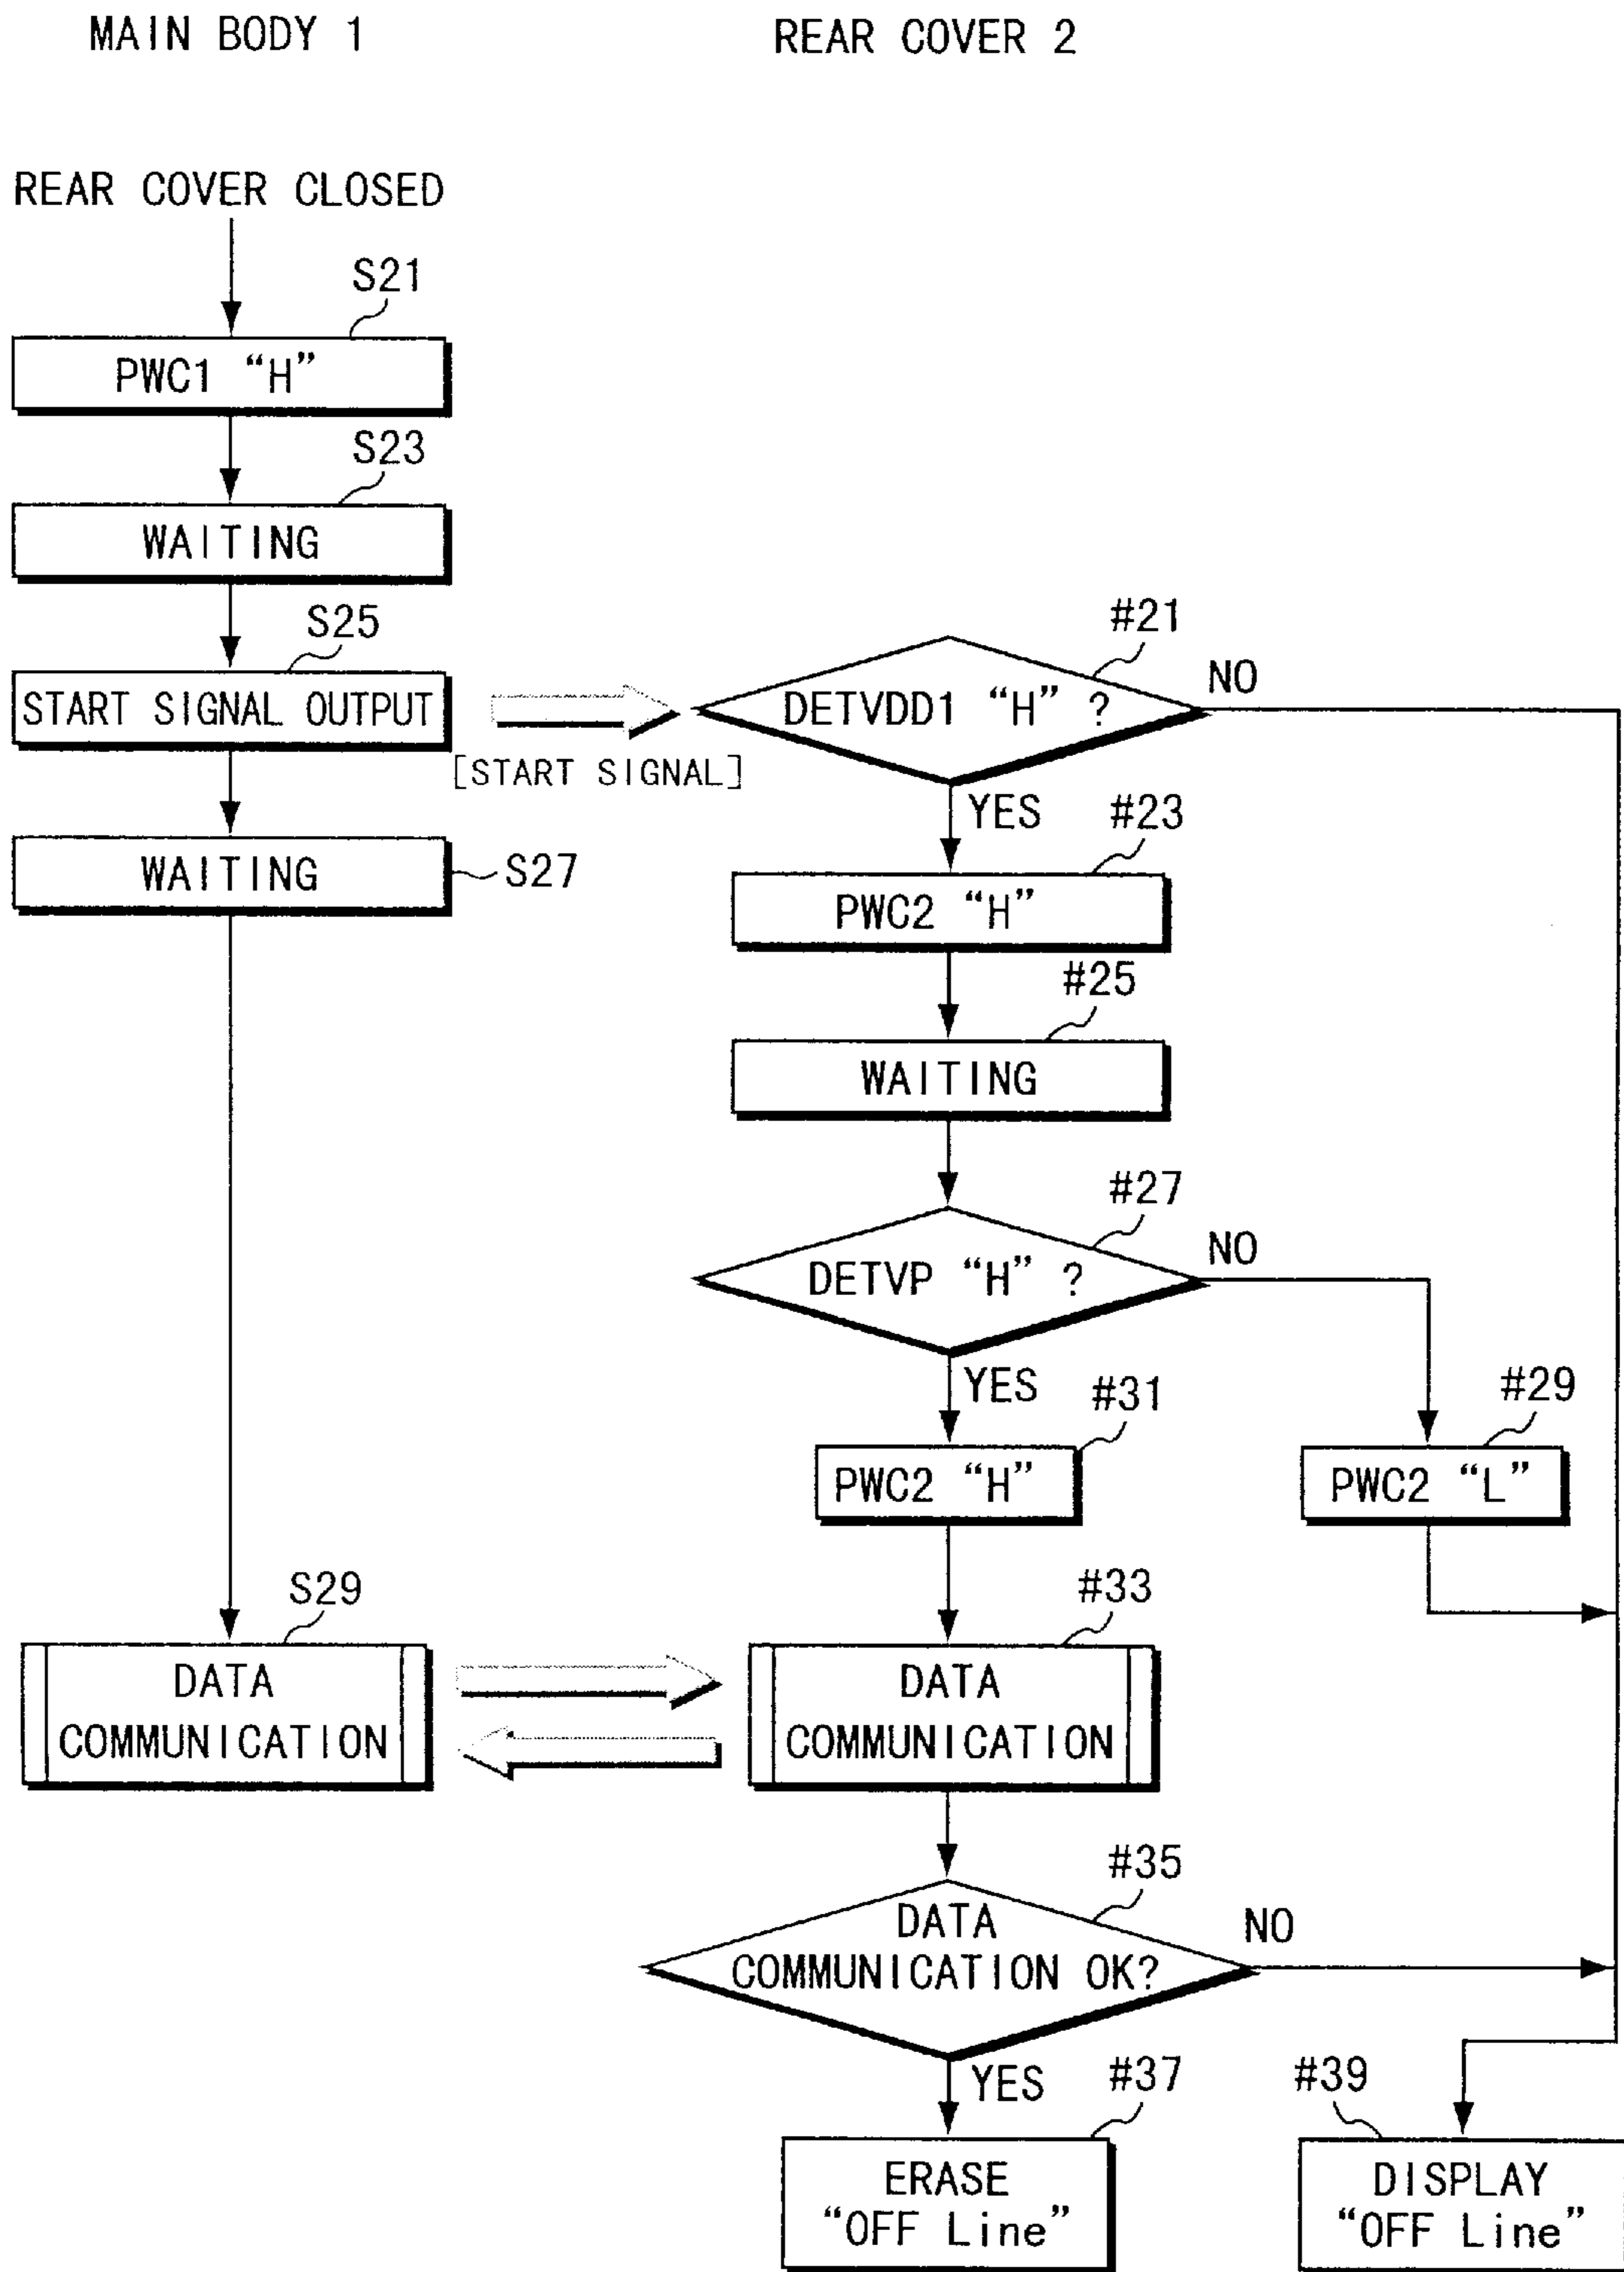 MAIN BODY 1
REAR COVER 2
REAR COVER CLOSED
S21
PWC1 “H”
S23
WAITING
S25
START SIGNAL OUTPUT
[START SIGNAL]
S27
WAITING
#21
DETVDD1 “H” ?
NO
YES
#23
PWC2 “H”
#25
WAITING
#27
DETVP “H” ?
NO
YES
#31
PWC2 “H”
#29
PWC2 “L”
S29
DATA
COMMUNICATION
#33
DATA
COMMUNICATION
#35
DATA
COMMUNICATION OK?
NO
YES
#37
ERASE
“OFF Line”
#39
DISPLAY
“OFF Line”